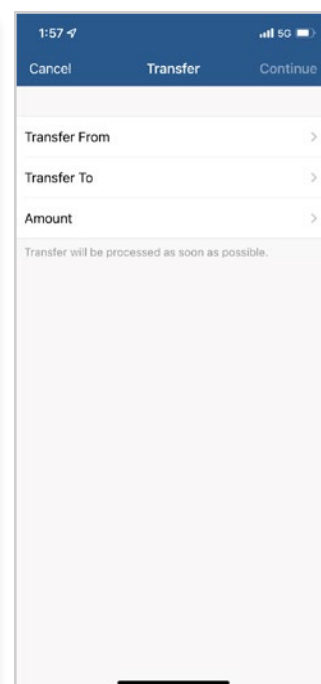 1:57 5G
Cancel Transfer Continue
Transfer From
Transfer To
Amount
Transfer will be processed as soon as possible.